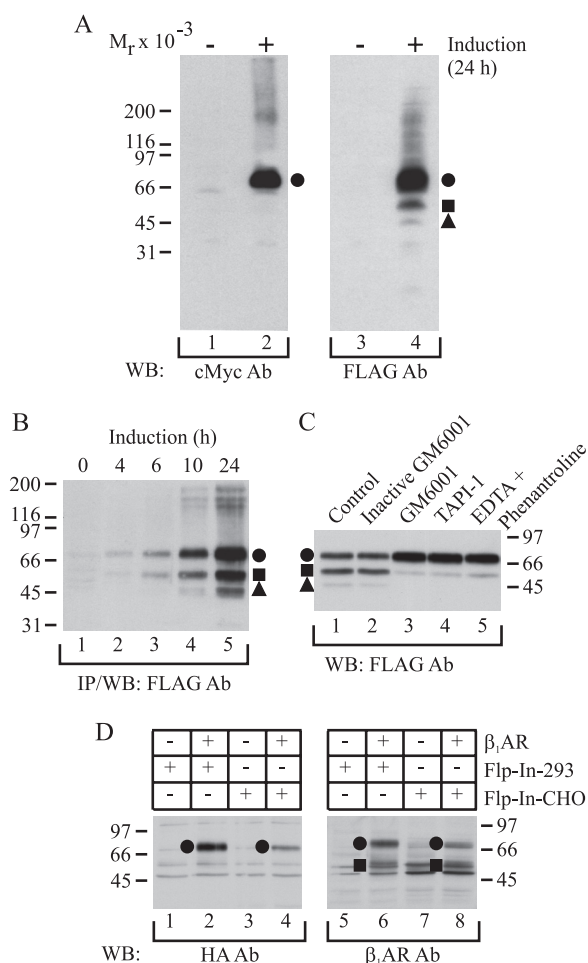 A
Mr x 10-3 - + - + Induction
(24 h)
200
116
97
66
45
31
1 2 3 4
WB: cMyc Ab FLAG Ab
B
Induction (h)
0 4 6 10 24
200
116
97
66
45
31
1 2 3 4 5
IP/WB: FLAG Ab
C
Control
Inactive GM6001
GM6001
TAPI-1
EDTA +
Phenantroline
97
66
45
1 2 3 4 5
WB: FLAG Ab
D
- + - + - + - + β1AR
+ + - - + + - - Flp-In-293
- - + + - - + + Flp-In-CHO
97
66
45
97
66
45
1 2 3 4 5 6 7 8
WB: HA Ab β1AR Ab